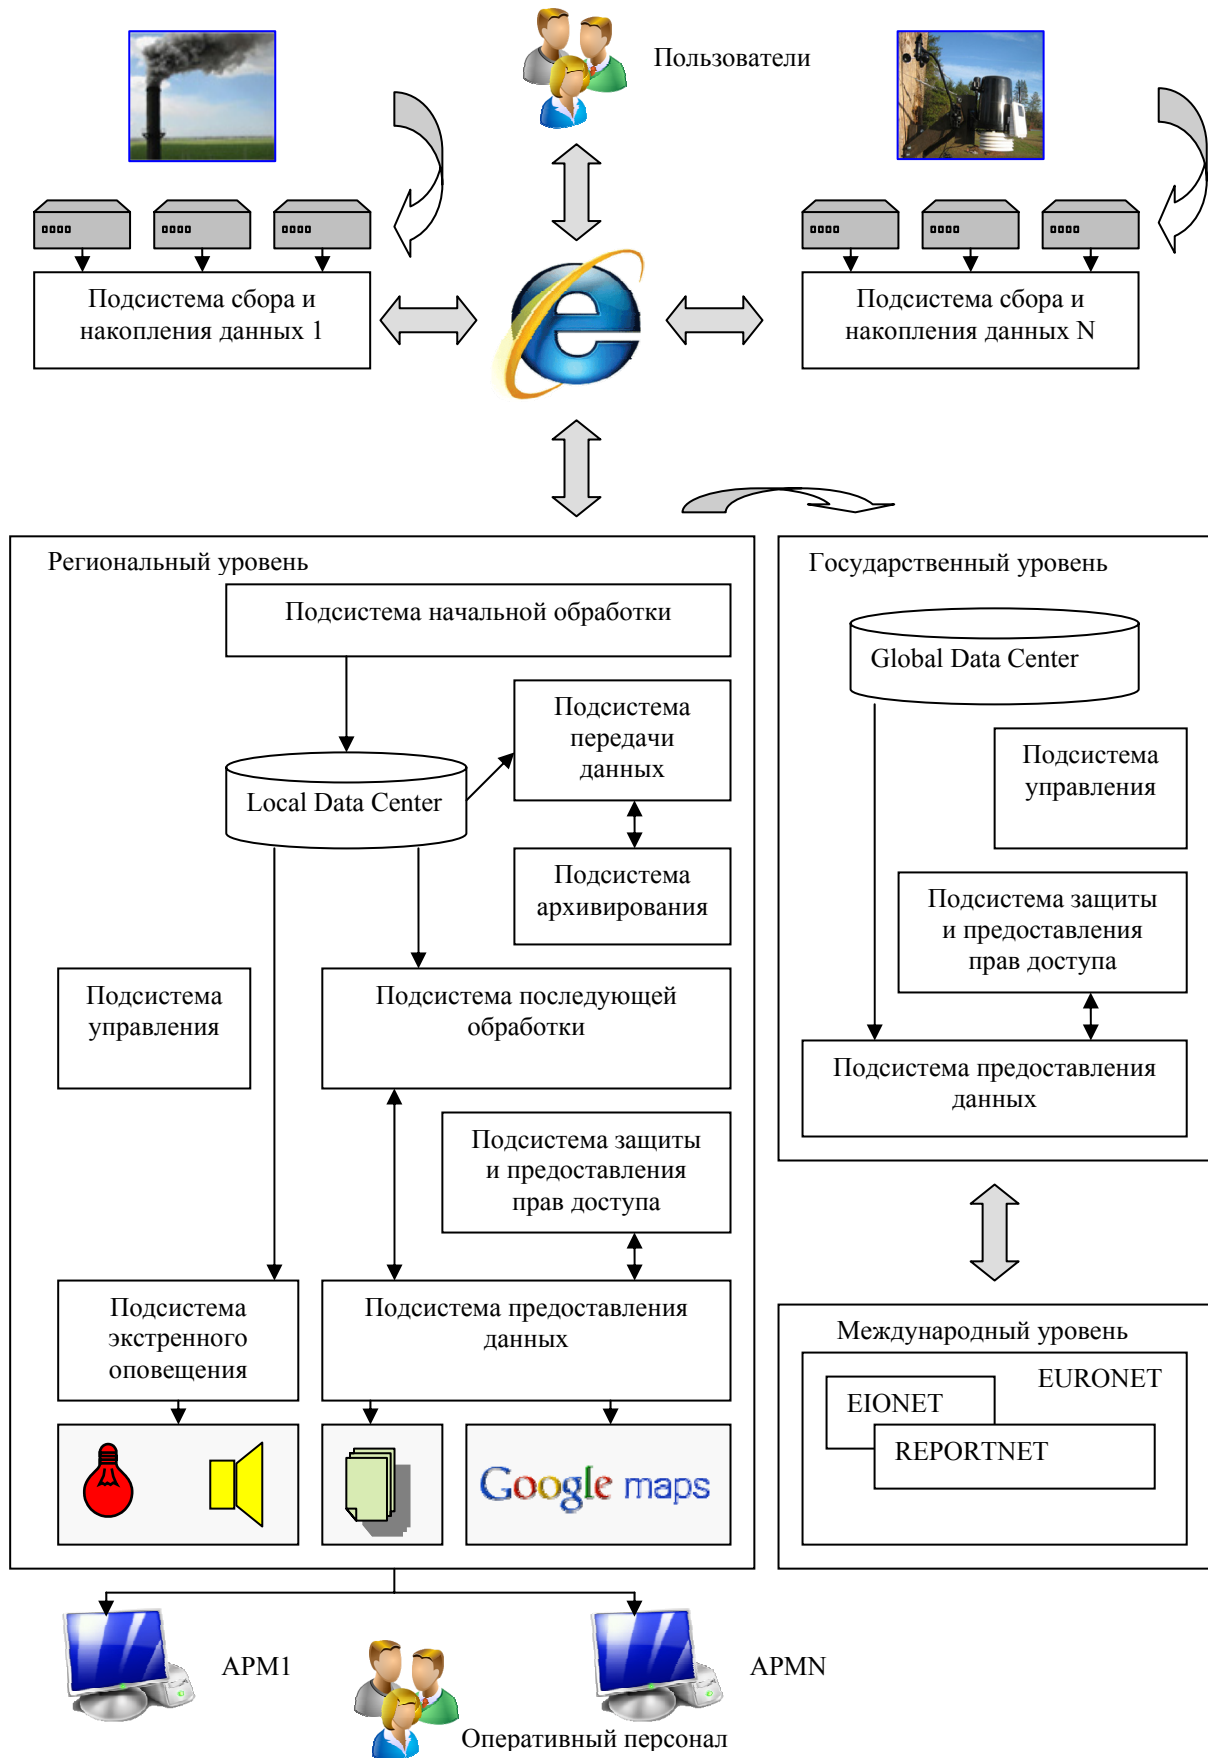 Пользователи
Подсистема сбора и
накопления данных 1
Подсистема сбора и
накопления данных N
Региональный уровень
Подсистема начальной обработки
Подсистема
передачи
данных
Local Data Center
Подсистема
архивирования
Подсистема
управления
Подсистема последующей
обработки
Подсистема защиты
и предоставления
прав доступа
Подсистема
экстренного
оповещения
Подсистема предоставления
данных
Google maps
Государственный уровень
Global Data Center
Подсистема
управления
Подсистема защиты
и предоставления
прав доступа
Подсистема предоставления
данных
Международный уровень
EURONET
EIONET
REPORTNET
АРМ1
АРМN
Оперативный персонал